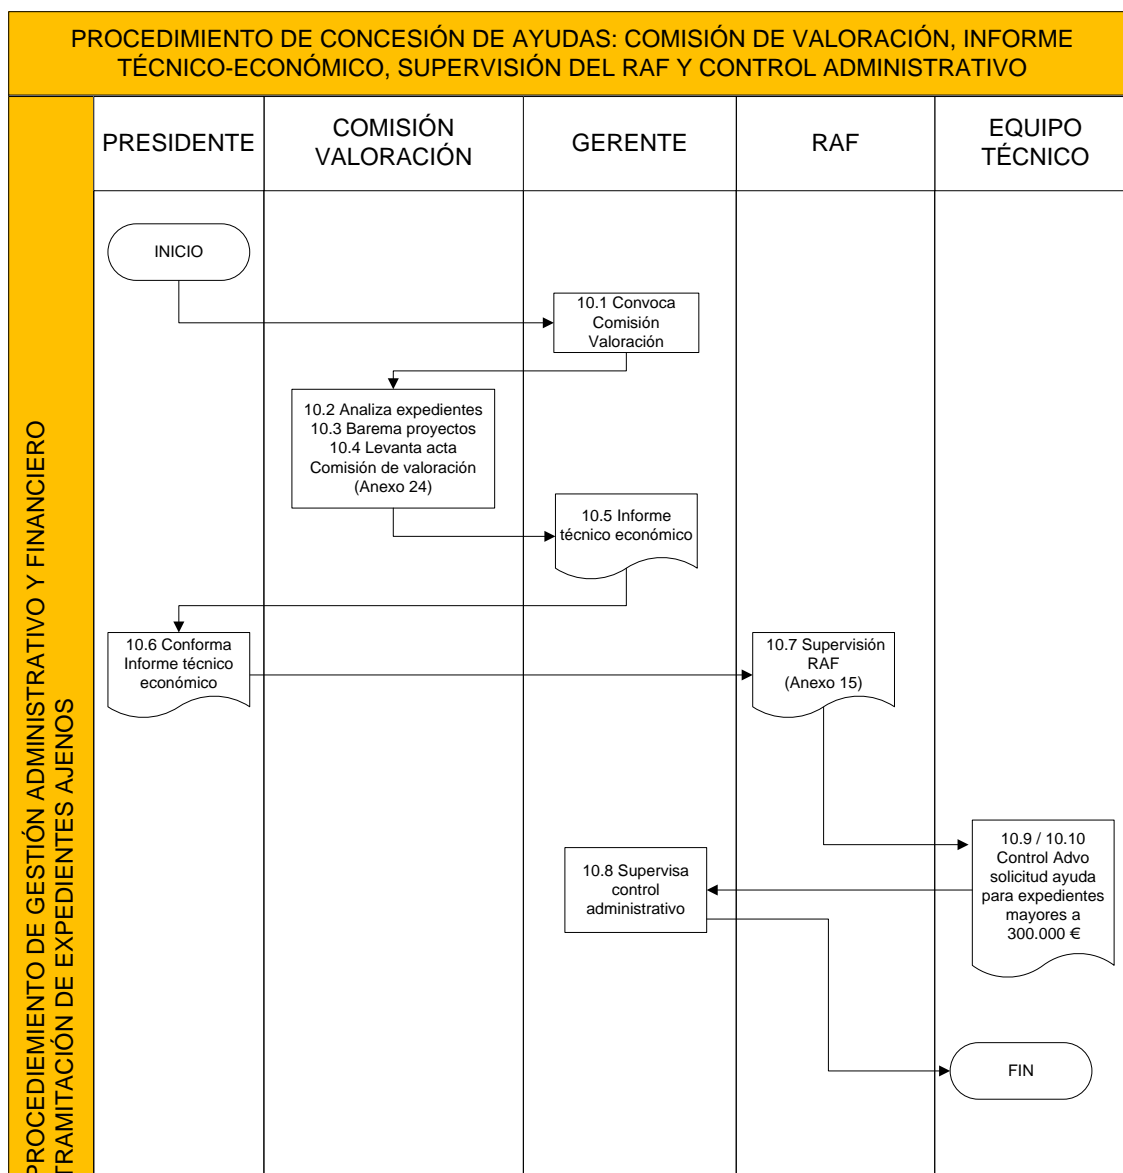 PROCEDIMIENTO DE CONCESIÓN DE AYUDAS: COMISIÓN DE VALORACIÓN, INFORME
TÉCNICO-ECONÓMICO, SUPERVISIÓN DEL RAF Y CONTROL ADMINISTRATIVO
PROCEDIEMIENTO DE GESTIÓN ADMINISTRATIVO Y FINANCIERO
TRAMITACIÓN DE EXPEDIENTES AJENOS
PRESIDENTE
COMISIÓN
VALORACIÓN
GERENTE
RAF
EQUIPO
TÉCNICO
INICIO
10.1 Convoca
Comisión
Valoración
10.2 Analiza expedientes
10.3 Barema proyectos
10.4 Levanta acta
Comisión de valoración
(Anexo 24)
10.5 Informe
técnico económico
10.6 Conforma
Informe técnico
económico
10.7 Supervisión
RAF
(Anexo 15)
10.9 / 10.10
Control Advo
solicitud ayuda
para expedientes
mayores a
300.000 €
10.8 Supervisa
control
administrativo
FIN